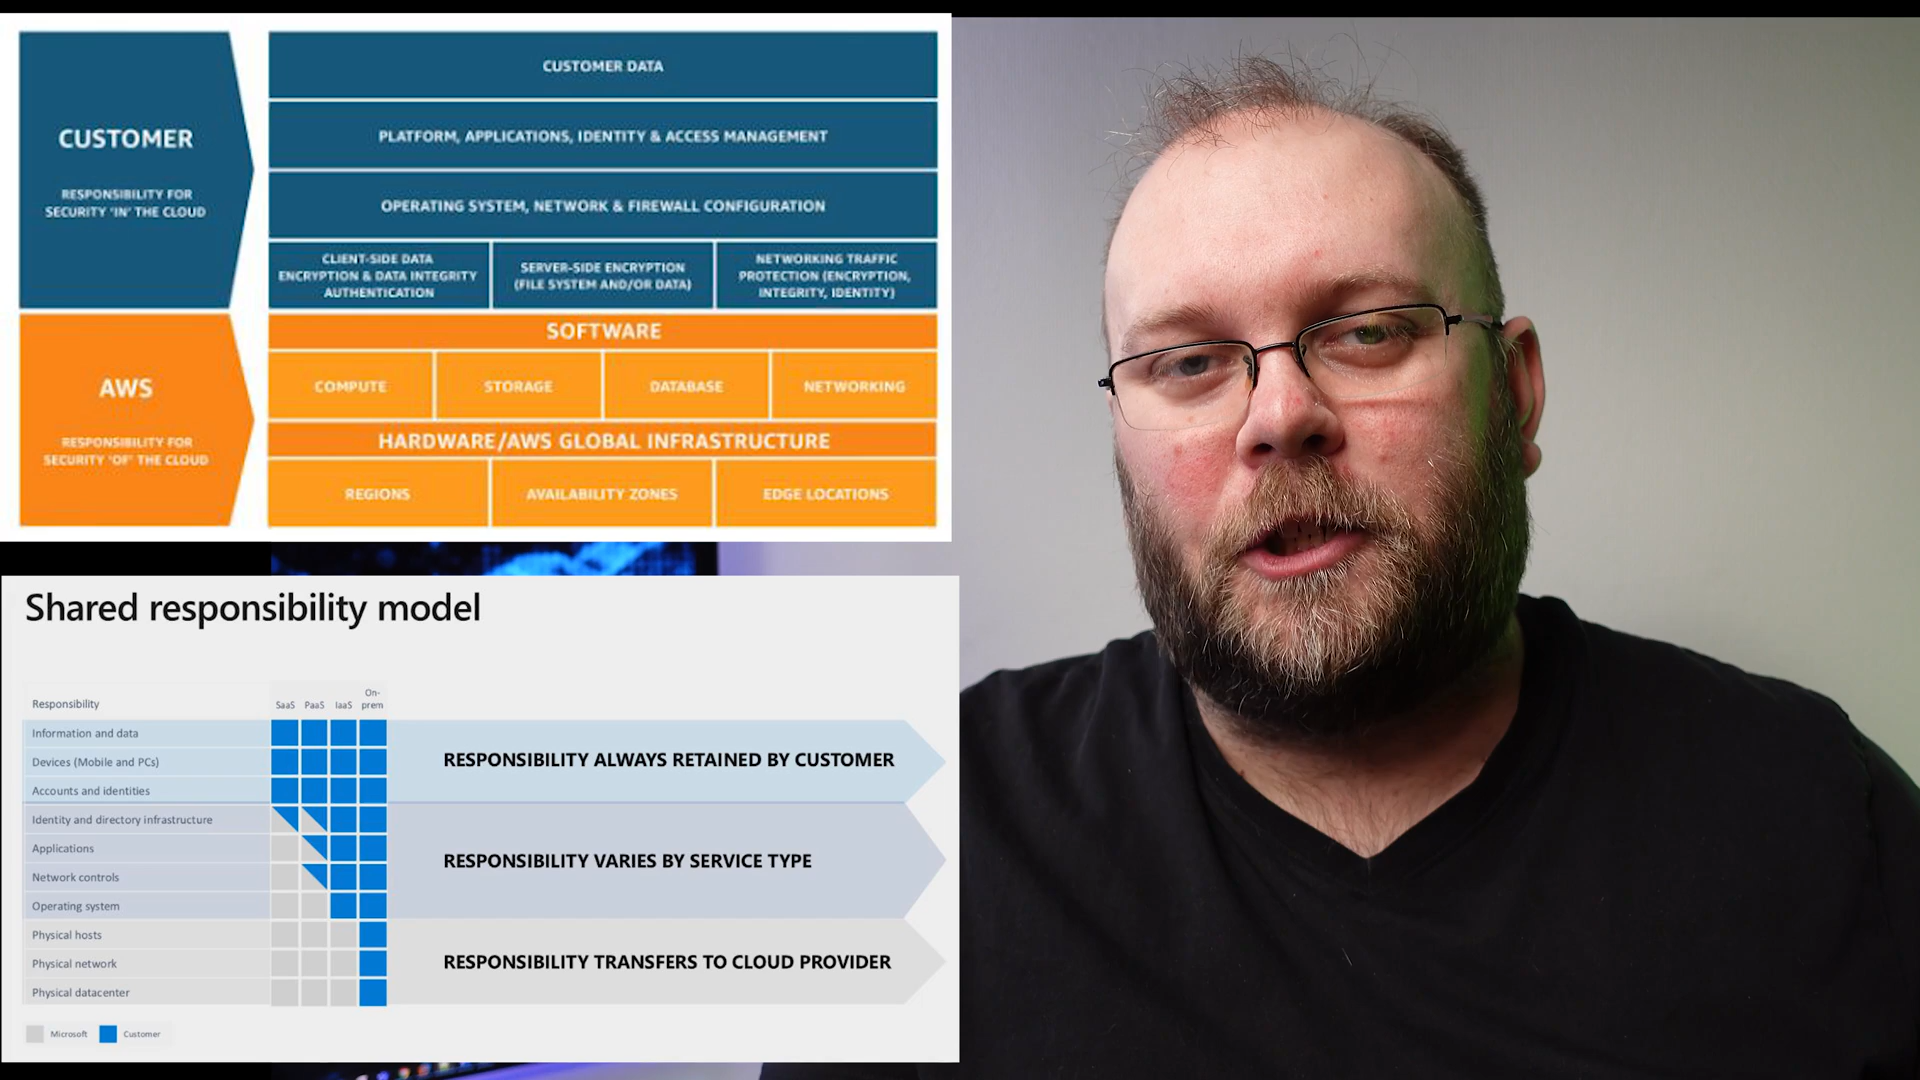 CUSTOMER
RESPONSIBILITY FOR
SECURITY 'IN' THE CLOUD
CUSTOMER DATA
PLATFORM, APPLICATIONS, IDENTITY & ACCESS MANAGEMENT
OPERATING SYSTEM, NETWORK & FIREWALL CONFIGURATION
CLIENT-SIDE DATA
ENCRYPTION & DATA INTEGRITY
AUTHENTICATION
SERVER-SIDE ENCRYPTION
(FILE SYSTEM AND/OR DATA)
NETWORKING TRAFFIC
PROTECTION (ENCRYPTION,
INTEGRITY, IDENTITY)
AWS
RESPONSIBILITY FOR
SECURITY 'OF' THE CLOUD
SOFTWARE
COMPUTE
STORAGE
DATABASE
NETWORKING
HARDWARE/AWS GLOBAL INFRASTRUCTURE
REGIONS
AVAILABILITY ZONES
EDGE LOCATIONS
Shared responsibility model
Responsibility
SaaS
PaaS
IaaS
On-
prem
Information and data
Devices (Mobile and PCs)
Accounts and identities
RESPONSIBILITY ALWAYS RETAINED BY CUSTOMER
Identity and directory infrastructure
Applications
Network controls
Operating system
RESPONSIBILITY VARIES BY SERVICE TYPE
Physical hosts
Physical network
Physical datacenter
RESPONSIBILITY TRANSFERS TO CLOUD PROVIDER
Microsoft
Customer